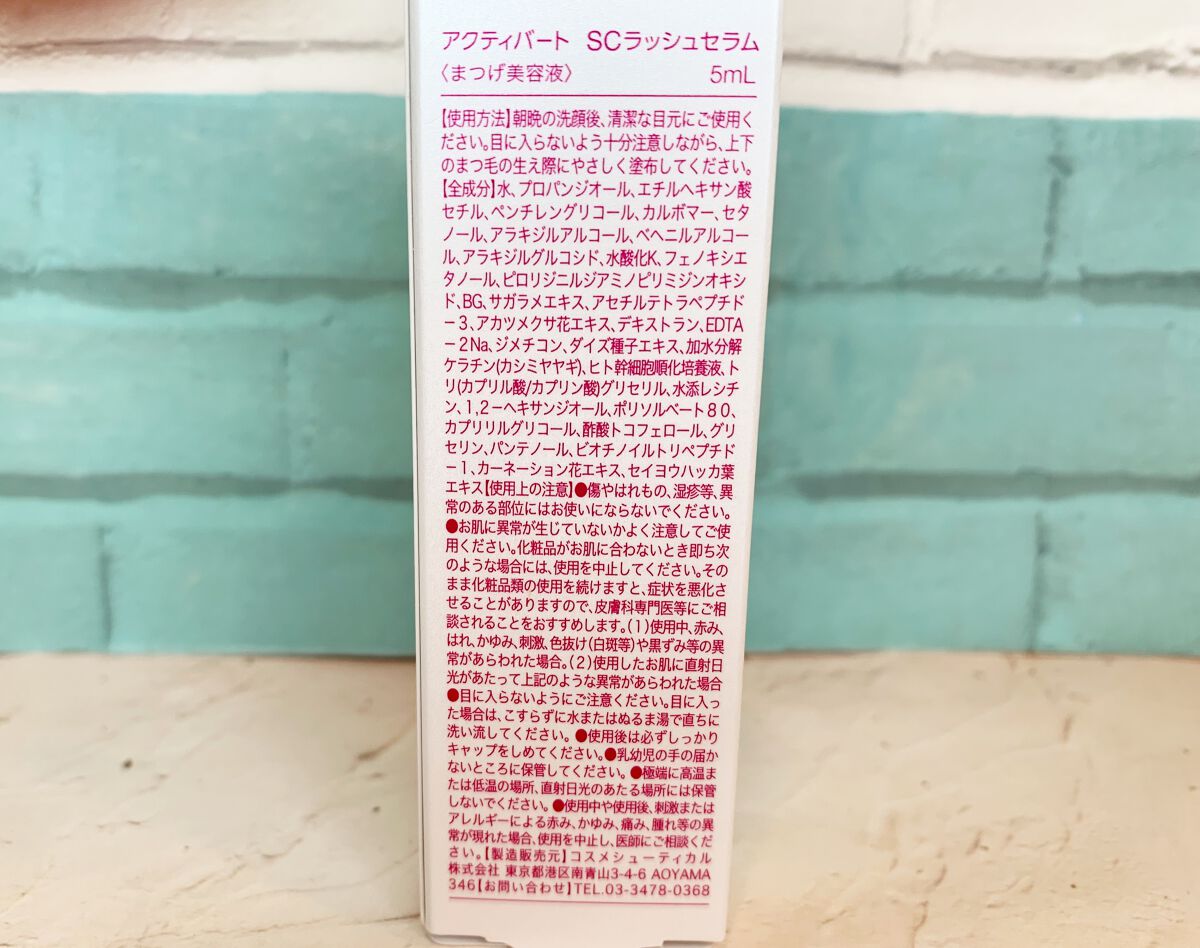 アクティバート SCラッシュセラム
〈まつげ美容液〉 5mL
【使用方法】朝晩の洗顔後、清潔な目元にご使用く
ださい。目に入らないよう十分注意しながら、上下
のまつ毛の生え際にやさしく塗布してください。
【全成分】水、プロパンジオール、エチルヘキサン酸
セチル、ペンチレングリコール、カルボマー、セタ
ノール、アラキジルアルコール、ベヘニルアルコー
ル、アラキジルグルコシド、水酸化K、フェノキシエ
タノール、ピロリジニルジアミノピリミジンオキシ
ド、BG、サガラメエキス、アセチルテトラペプチド
－3、アカツメクサ花エキス、デキストラン、EDTA
－2Na、ジメチコン、ダイズ種子エキス、加水分解
ケラチン(カシミヤヤギ)、ヒト幹細胞順化培養液、ト
リ(カプリル酸/カプリン酸)グリセリル、水添レシチ
ン、1,2－ヘキサンジオール、ポリソルベート80、
カプリリルグリコール、酢酸トコフェロール、グリ
セリン、パンテノール、ビオチノイルトリペプチド
－1、カーネーション花エキス、セイヨウハッカ葉
エキス【使用上の注意】●傷やはれもの、湿疹等、異
常のある部位にはお使いにならないでください。
●お肌に異常が生じていないかよく注意してご使
用ください。化粧品がお肌に合わないとき即ち次
のような場合には、使用を中止してください。その
まま化粧品類の使用を続けますと、症状を悪化さ
せることがありますので、皮膚科専門医等にご相
談されることをおすすめします。(1)使用中、赤み、
はれ、かゆみ、刺激、色抜け(白斑等)や黒ずみ等の異
常があらわれた場合。(2)使用したお肌に直射日
光があたって上記のような異常があらわれた場合
●目に入らないようにご注意ください。目に入っ
た場合は、こすらずに水またはぬるま湯で直ちに
洗い流してください。●使用後は必ずしっかり
キャップをしめてください。●乳幼児の手の届か
ないところに保管してください。●極端に高温ま
たは低温の場所、直射日光のあたる場所には保管
しないでください。●使用中や使用後、刺激または
アレルギーによる赤み、かゆみ、痛み、腫れ等の異
常が現れた場合、使用を中止し、医師にご相談くだ
さい。【製造販売元】コスメシューティカル
株式会社 東京都港区南青山3-4-6 AOYAMA
346【お問い合わせ】TEL.03-3478-0368